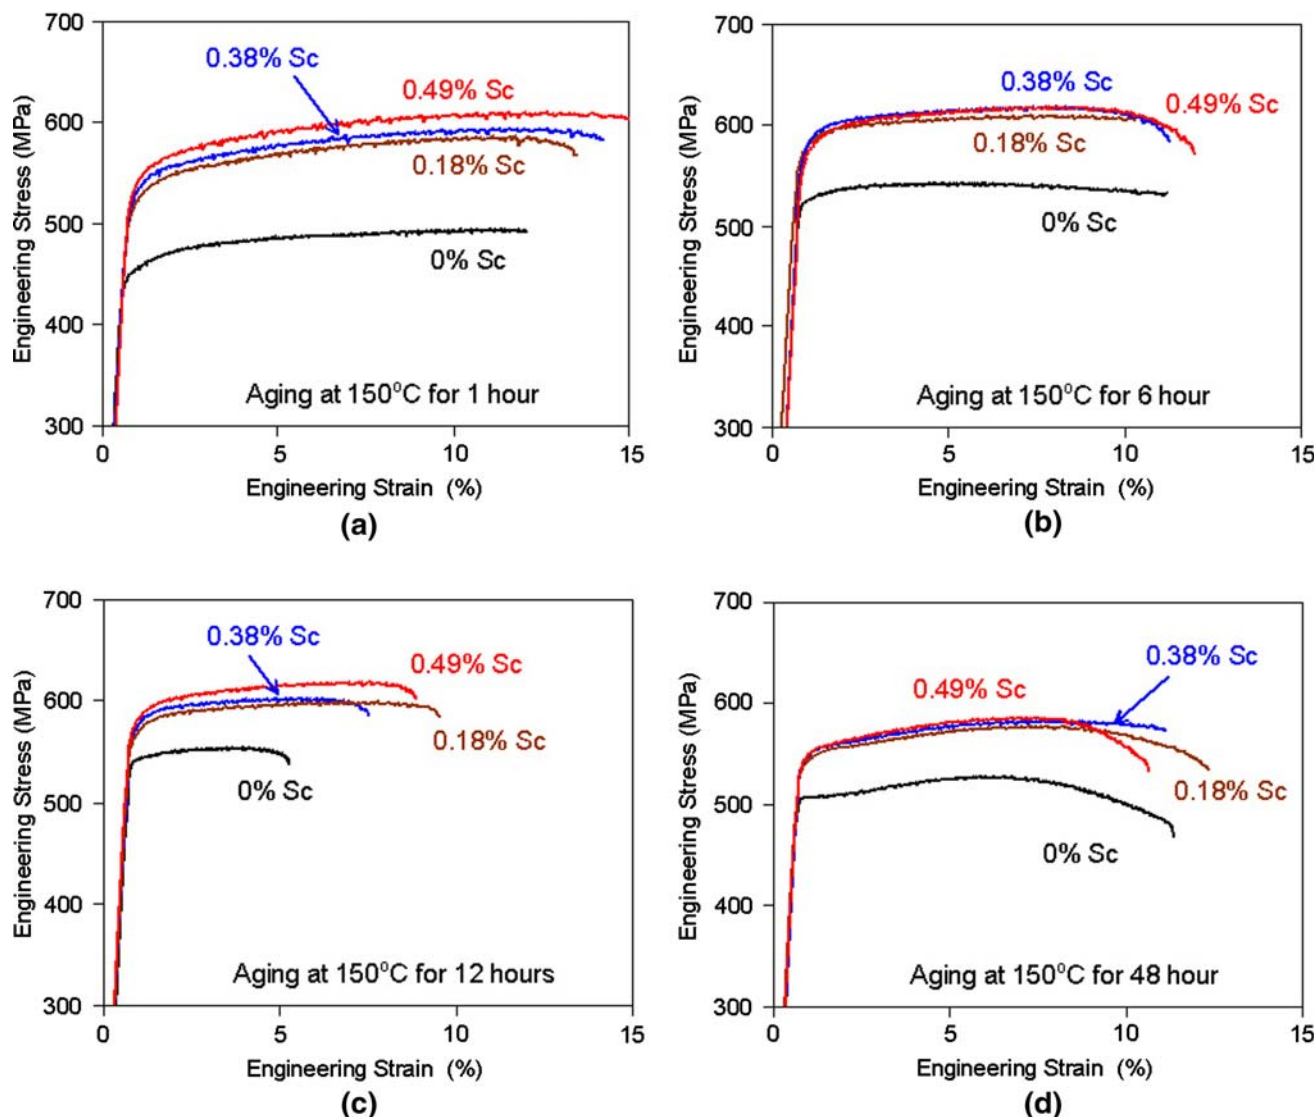 700
600
500
400
300
Engineering Stress (MPa)
0.38% Sc
0.49% Sc
0.18% Sc
0% Sc
Aging at 150°C for 1 hour
0
5
10
15
Engineering Strain (%)
(a)
700
600
500
400
300
Engineering Stress (MPa)
0.38% Sc
0.49% Sc
0.18% Sc
0% Sc
Aging at 150°C for 6 hour
0
5
10
15
Engineering Strain (%)
(b)
700
600
500
400
300
Engineering Stress (MPa)
0.38% Sc
0.49% Sc
0.18% Sc
0% Sc
Aging at 150°C for 12 hours
0
5
10
15
Engineering Strain (%)
(c)
700
600
500
400
300
Engineering Stress (MPa)
0.38% Sc
0.49% Sc
0.18% Sc
0% Sc
Aging at 150°C for 48 hour
0
5
10
15
Engineering Strain (%)
(d)